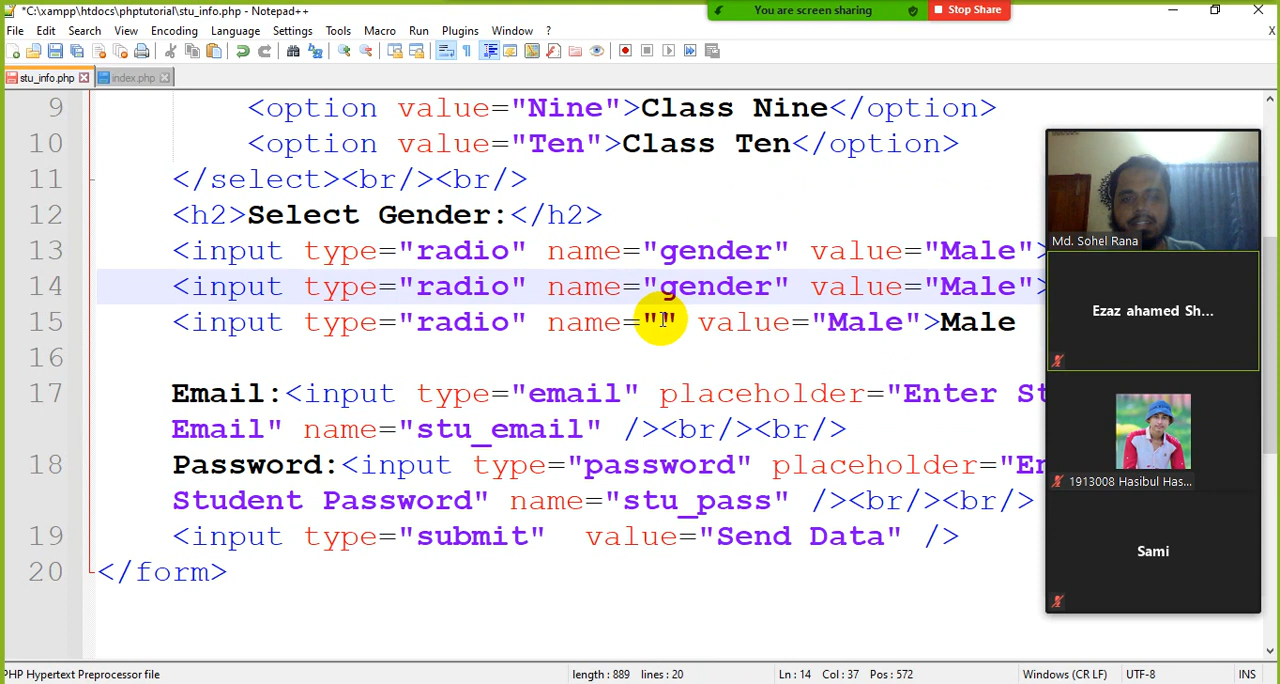 *C:\xampp\htdocs\phptutorial\stu_info.php - Notepad++
You are screen sharing
Stop Share
File Edit Search View Encoding Language Settings Tools Macro Run Plugins Window ?
X
stu_info.php index.php
9 <option value="Nine">Class Nine</option>
10 <option value="Ten">Class Ten</option>
11 </select><br/><br/>
12 <h2>Select Gender:</h2>
13 <input type="radio" name="gender" value="Male">
14 <input type="radio" name="gender" value="Male">
15 <input type="radio" name="" value="Male">Male
16
17 Email:<input type="email" placeholder="Enter St
Email" name="stu_email" /><br/><br/>
18 Password:<input type="password" placeholder="En
Student Password" name="stu_pass" /><br/><br/>
19 <input type="submit"  value="Send Data" />
20 </form>
Md. Sohel Rana
Ezaz ahamed Sh...
1913008 Hasibul Has...
Sami
PHP Hypertext Preprocessor file length : 889 lines : 20 Ln : 14 Col : 37 Pos : 572 Windows (CR LF) UTF-8 INS